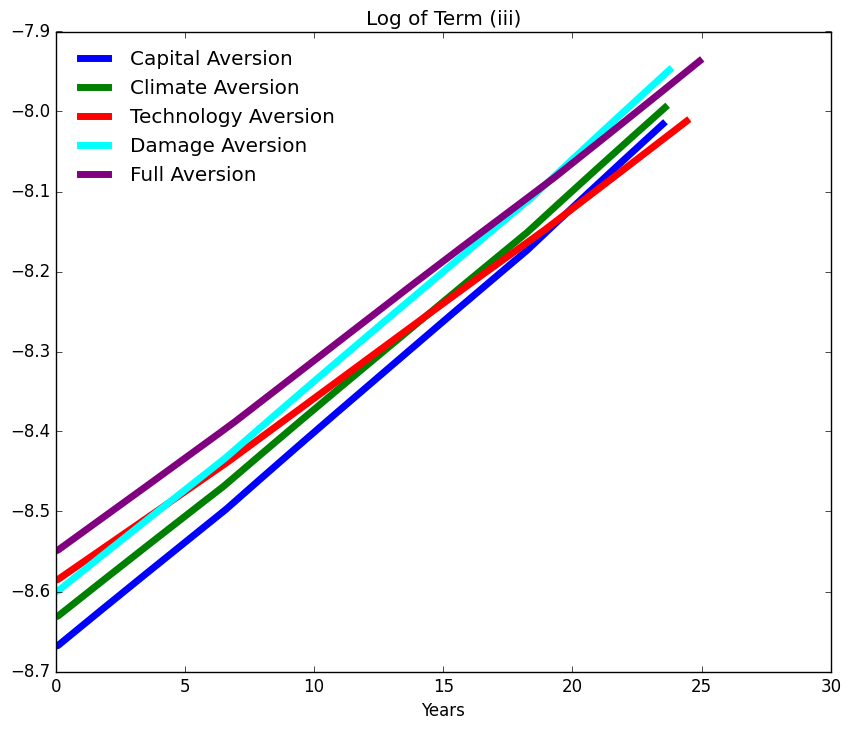 Log of Term (iii)
−7.9
−8.0
−8.1
−8.2
−8.3
−8.4
−8.5
−8.6
−8.7
Capital Aversion
Climate Aversion
Technology Aversion
Damage Aversion
Full Aversion
0 5 10 15 20 25 30
Years